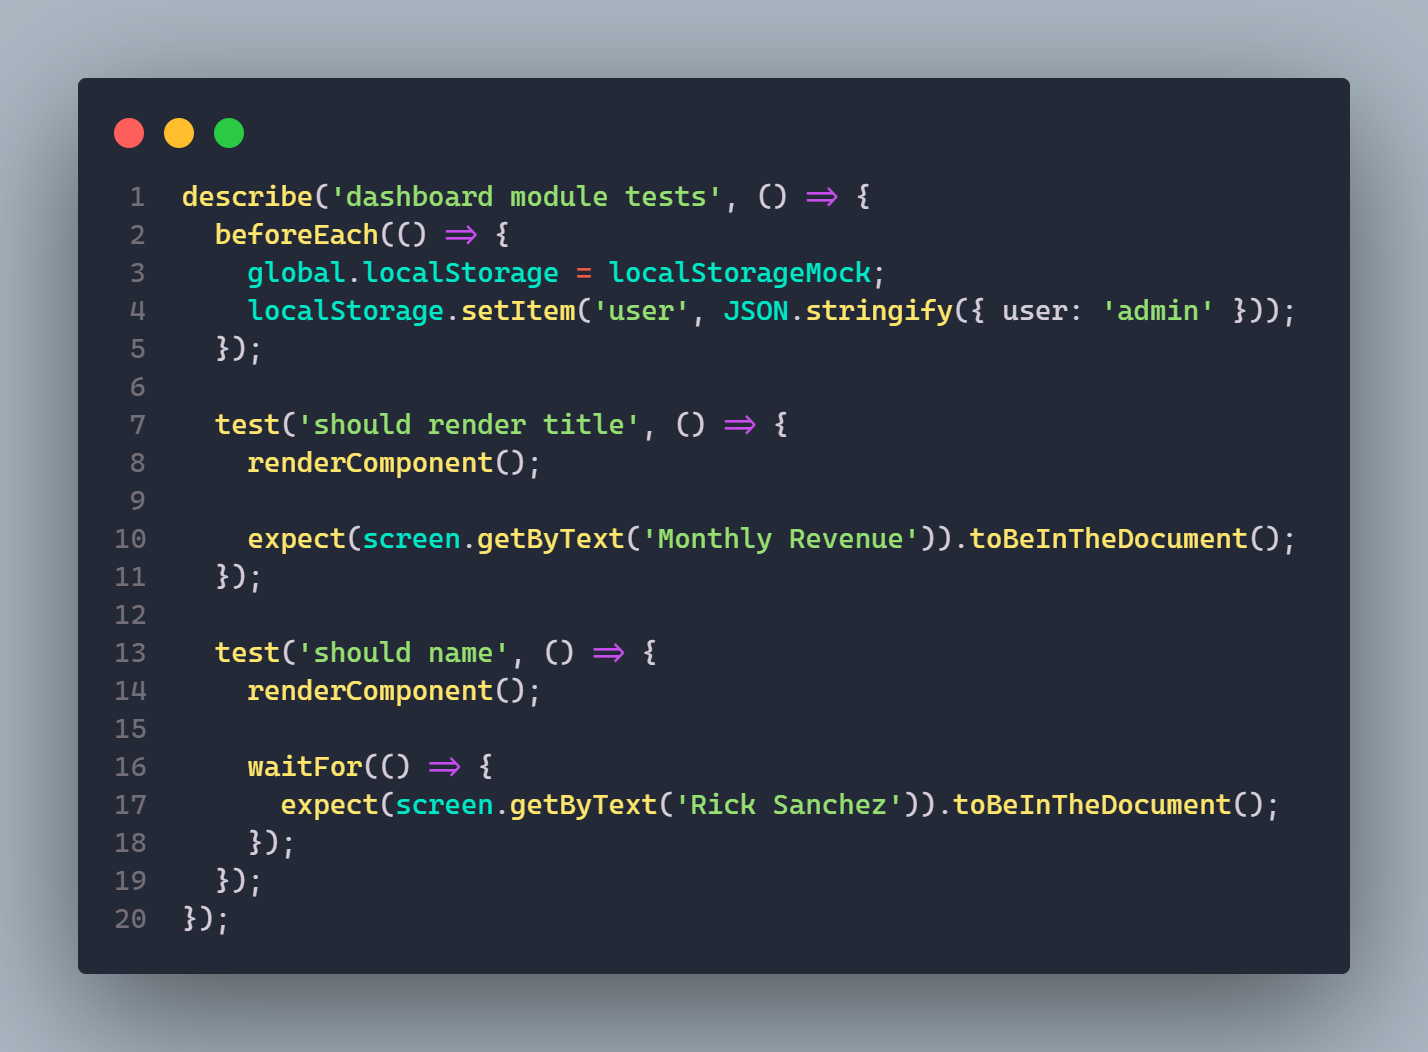 1 describe('dashboard module tests', () => {
2   beforeEach(() => {
3     global.localStorage = localStorageMock;
4     localStorage.setItem('user', JSON.stringify({ user: 'admin' }));
5   });
6
7   test('should render title', () => {
8     renderComponent();
9
10     expect(screen.getByText('Monthly Revenue')).toBeInTheDocument();
11   });
12
13   test('should name', () => {
14     renderComponent();
15
16     waitFor(() => {
17       expect(screen.getByText('Rick Sanchez')).toBeInTheDocument();
18     });
19   });
20 });